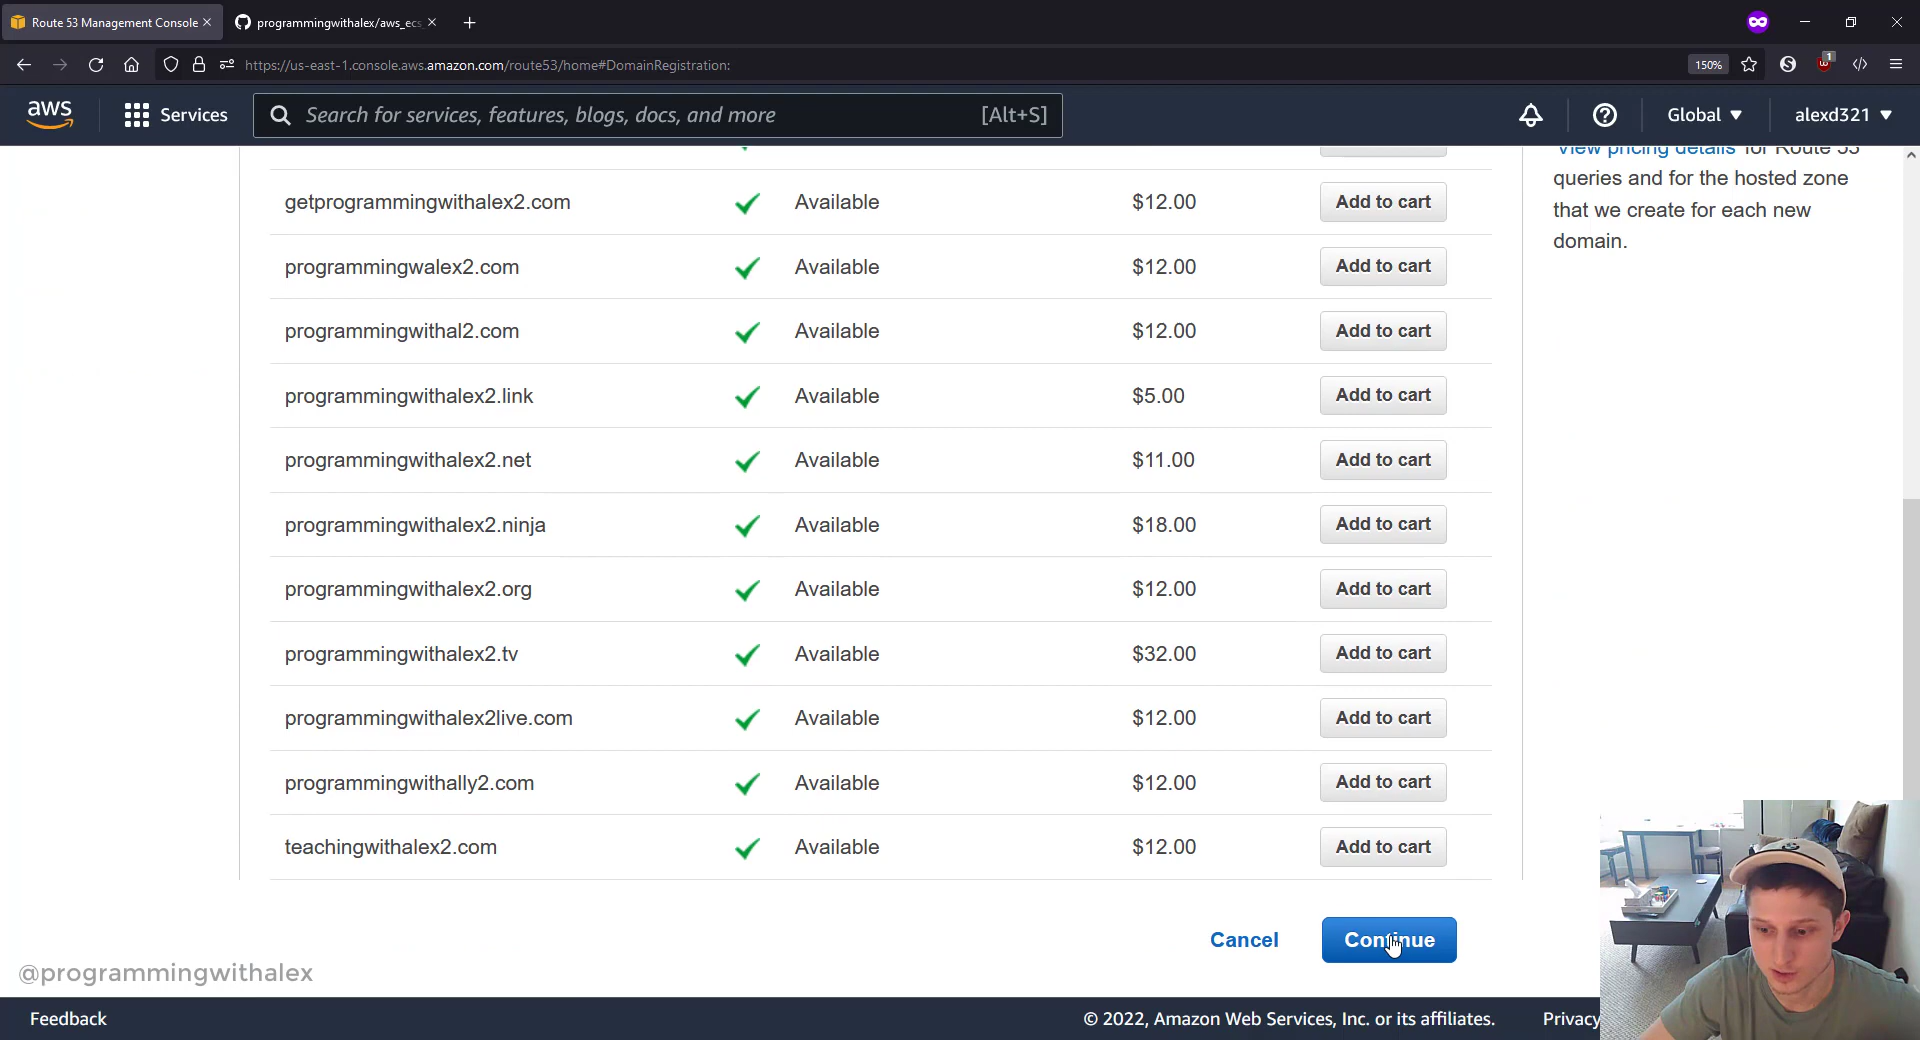 Route 53 Management Console
programmingwithalex/aws_ecs
https://us-east-1.console.aws.amazon.com/route53/home#DomainRegistration:
150%
1
aws
Services
Search for services, features, blogs, docs, and more
[Alt+S]
Global
alexd321
View pricing details for Route 53
queries and for the hosted zone
that we create for each new
domain.
getprogrammingwithalex2.com Available $12.00 Add to cart
programmingwalex2.com Available $12.00 Add to cart
programmingwithal2.com Available $12.00 Add to cart
programmingwithalex2.link Available $5.00 Add to cart
programmingwithalex2.net Available $11.00 Add to cart
programmingwithalex2.ninja Available $18.00 Add to cart
programmingwithalex2.org Available $12.00 Add to cart
programmingwithalex2.tv Available $32.00 Add to cart
programmingwithalex2live.com Available $12.00 Add to cart
programmingwithally2.com Available $12.00 Add to cart
teachingwithalex2.com Available $12.00 Add to cart
Cancel
Continue
@programmingwithalex
Feedback
© 2022, Amazon Web Services, Inc. or its affiliates.
Privacy